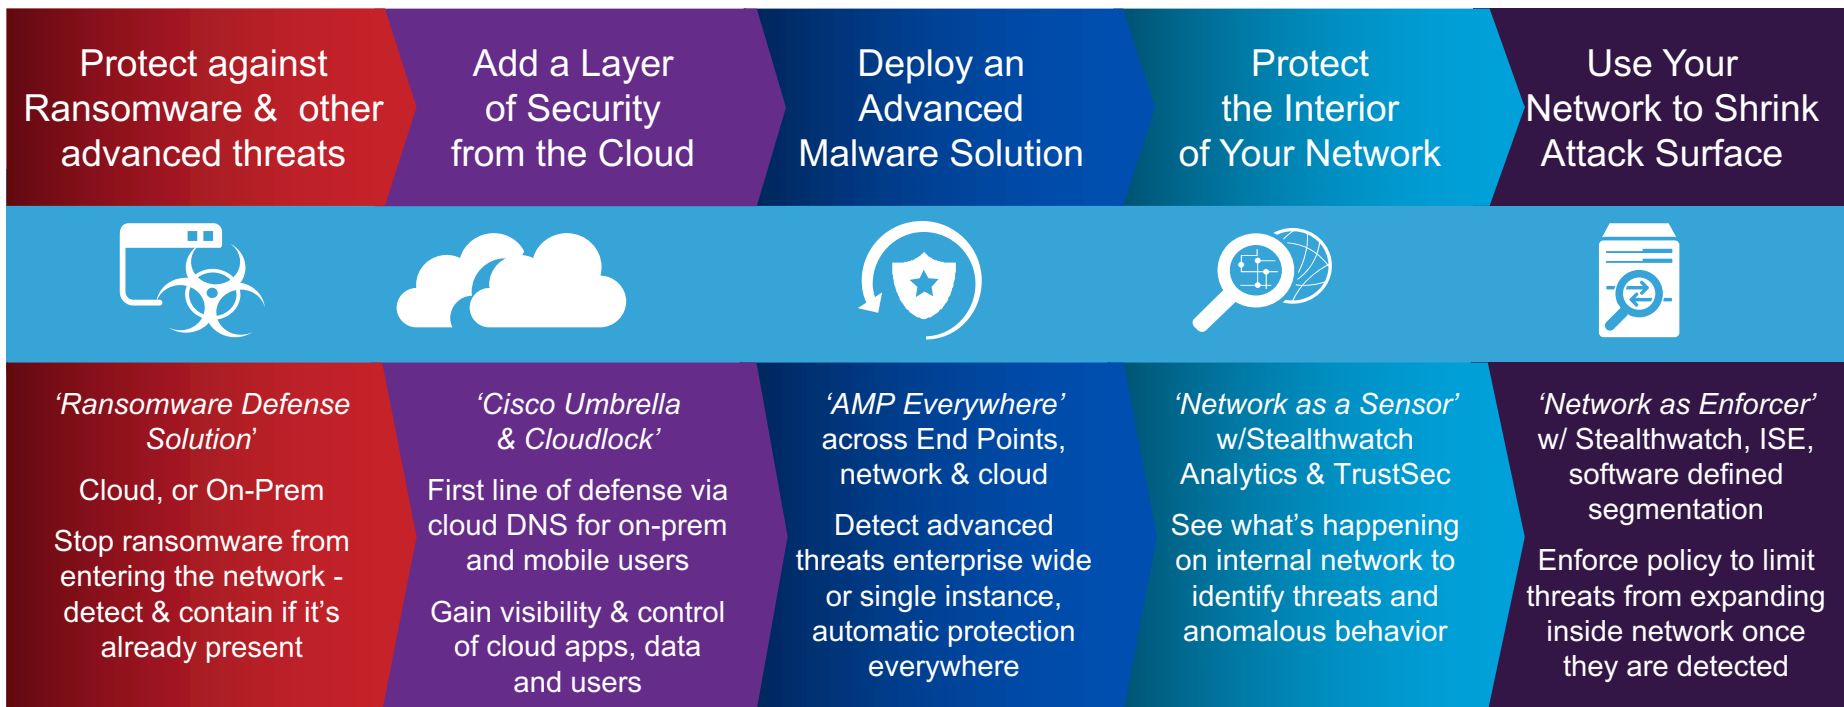 Protect against
Ransomware & other
advanced threats
Add a Layer
of Security
from the Cloud
Deploy an
Advanced
Malware Solution
Protect
the Interior
of Your Network
Use Your
Network to Shrink
Attack Surface
‘Ransomware Defense
Solution’
Cloud, or On-Prem
Stop ransomware from
entering the network -
detect & contain if it’s
already present
‘Cisco Umbrella
& Cloudlock’
First line of defense via
cloud DNS for on-prem
and mobile users
Gain visibility & control
of cloud apps, data
and users
‘AMP Everywhere’
across End Points,
network & cloud
Detect advanced
threats enterprise wide
or single instance,
automatic protection
everywhere
‘Network as a Sensor’
w/Stealthwatch
Analytics & TrustSec
See what’s happening
on internal network to
identify threats and
anomalous behavior
‘Network as Enforcer’
w/ Stealthwatch, ISE,
software defined
segmentation
Enforce policy to limit
threats from expanding
inside network once
they are detected